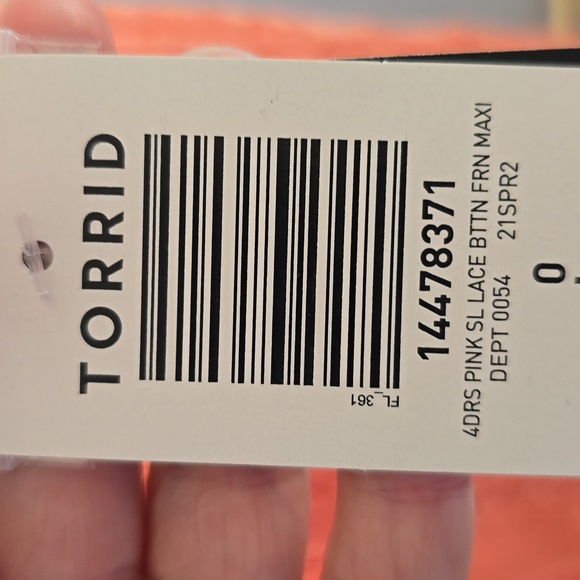 TORRID
FL_361
14478371
4DRS PINK SL LACE BTTN FRN MAXI
DEPT 0054 21SPR2
0